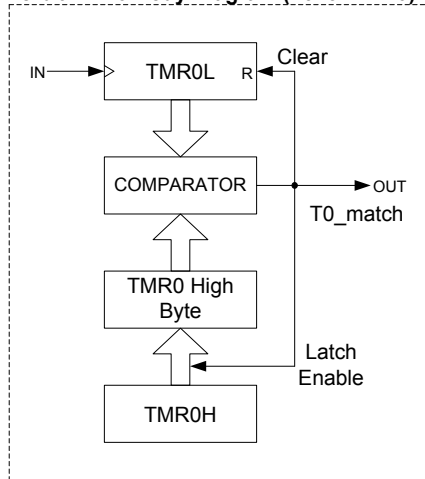 IN
TMR0L
R
Clear
COMPARATOR
OUT
T0_match
TMR0 High
Byte
Latch
Enable
TMR0H